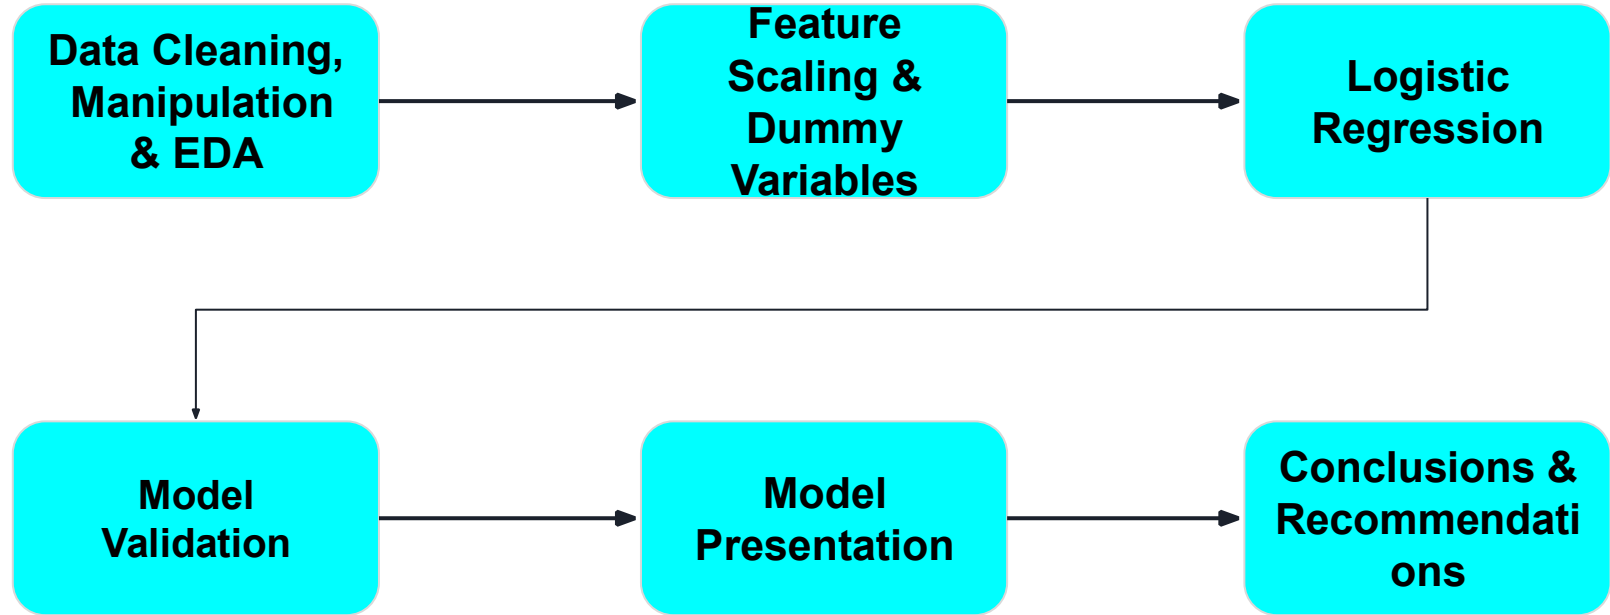 Data Cleaning,
Manipulation
& EDA
Feature
Scaling &
Dummy
Variables
Logistic
Regression
Model
Validation
Model
Presentation
Conclusions &
Recommendati
ons